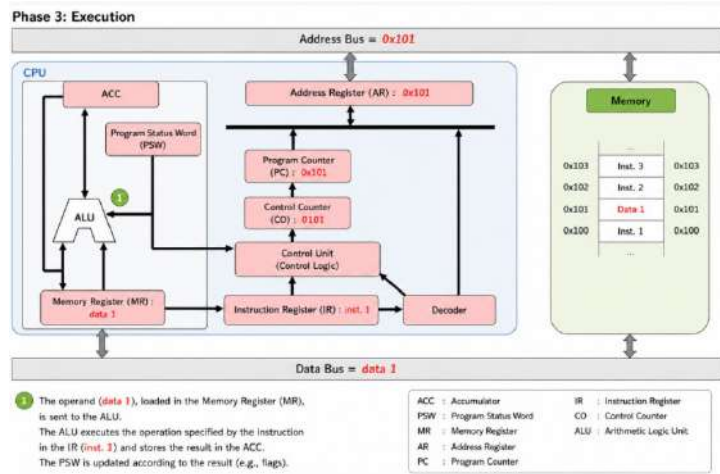 Phase 3: Execution
Address Bus = 0x101
CPU
ACC
Program Status Word
(PSW)
ALU
1
Memory Register (MR) :
data 1
Address Register (AR) : 0x101
Program Counter
(PC) : 0x101
Control Counter
(CO) : 0101
Control Unit
(Control Logic)
Instruction Register (IR) : inst. 1
Decoder
Memory
...
0x103 Inst. 3 0x103
0x102 Inst. 2 0x102
0x101 Data 1 0x101
0x100 Inst. 1 0x100
...
Data Bus = data 1
1 The operand (data 1), loaded in the Memory Register (MR),
is sent to the ALU.
The ALU executes the operation specified by the instruction
in the IR (inst. 1) and stores the result in the ACC.
The PSW is updated according to the result (e.g., flags).
ACC : Accumulator
PSW : Program Status Word
MR : Memory Register
AR : Address Register
PC : Program Counter
IR : Instruction Register
CO : Control Counter
ALU : Arithmetic Logic Unit